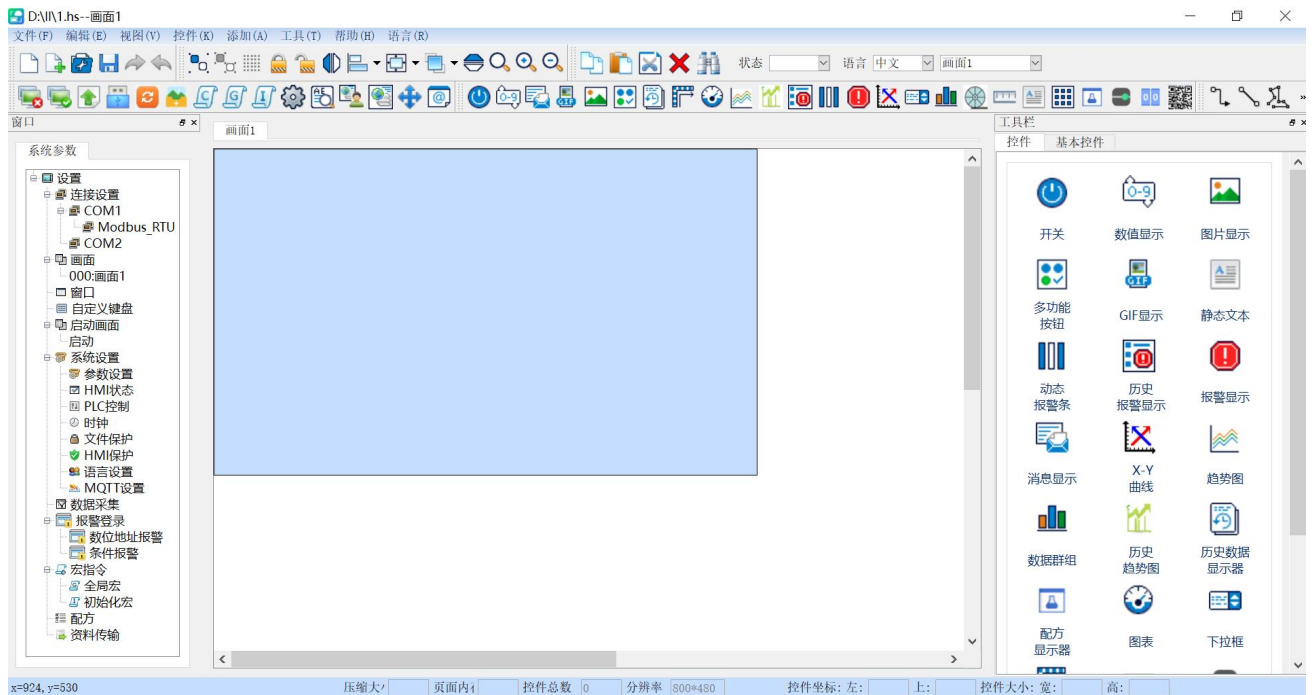 D:\II\1.hs--画面1
文件(F) 编辑(E) 视图(V) 控件(K) 添加(A) 工具(T) 帮助(H) 语言(R)
状态 语言 中文 画面1
窗口
画面1
工具栏
系统参数
控件 基本控件
设置
连接设置
COM1
Modbus_RTU
COM2
画面
000:画面1
窗口
自定义键盘
启动画面
启动
系统设置
参数设置
HMI状态
PLC控制
时钟
文件保护
HMI保护
语言设置
MQTT设置
数据采集
报警登录
数位地址报警
条件报警
宏指令
全局宏
初始化宏
配方
资料传输
开关 数值显示 图片显示
多功能
按钮
GIF显示 静态文本
动态
报警条
历史
报警显示
报警显示
消息显示
X-Y
曲线
趋势图
数据群组
历史
趋势图
历史数据
显示器
配方
显示器
图表 下拉框
x=924, y=530 压缩大 页面内 控件总数 0 分辨率 800*480 控件坐标: 左: 上: 控件大小: 宽: 高: